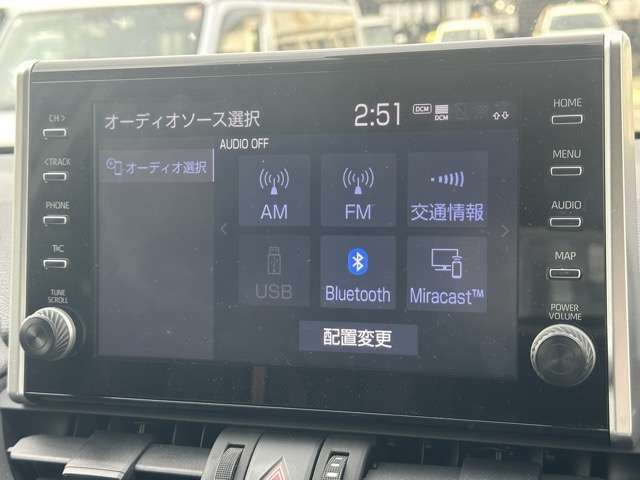 CH >
< TRACK
PHONE
TUNE
SCROLL
オーディオソース選択
2:51
DCM
DCM
AUDIO OFF
オーディオ選択
AM
FM
交通情報
USB
Bluetooth
Miracast™
配置変更
HOME
MENU
AUDIO
MAP
POWER
VOLUME